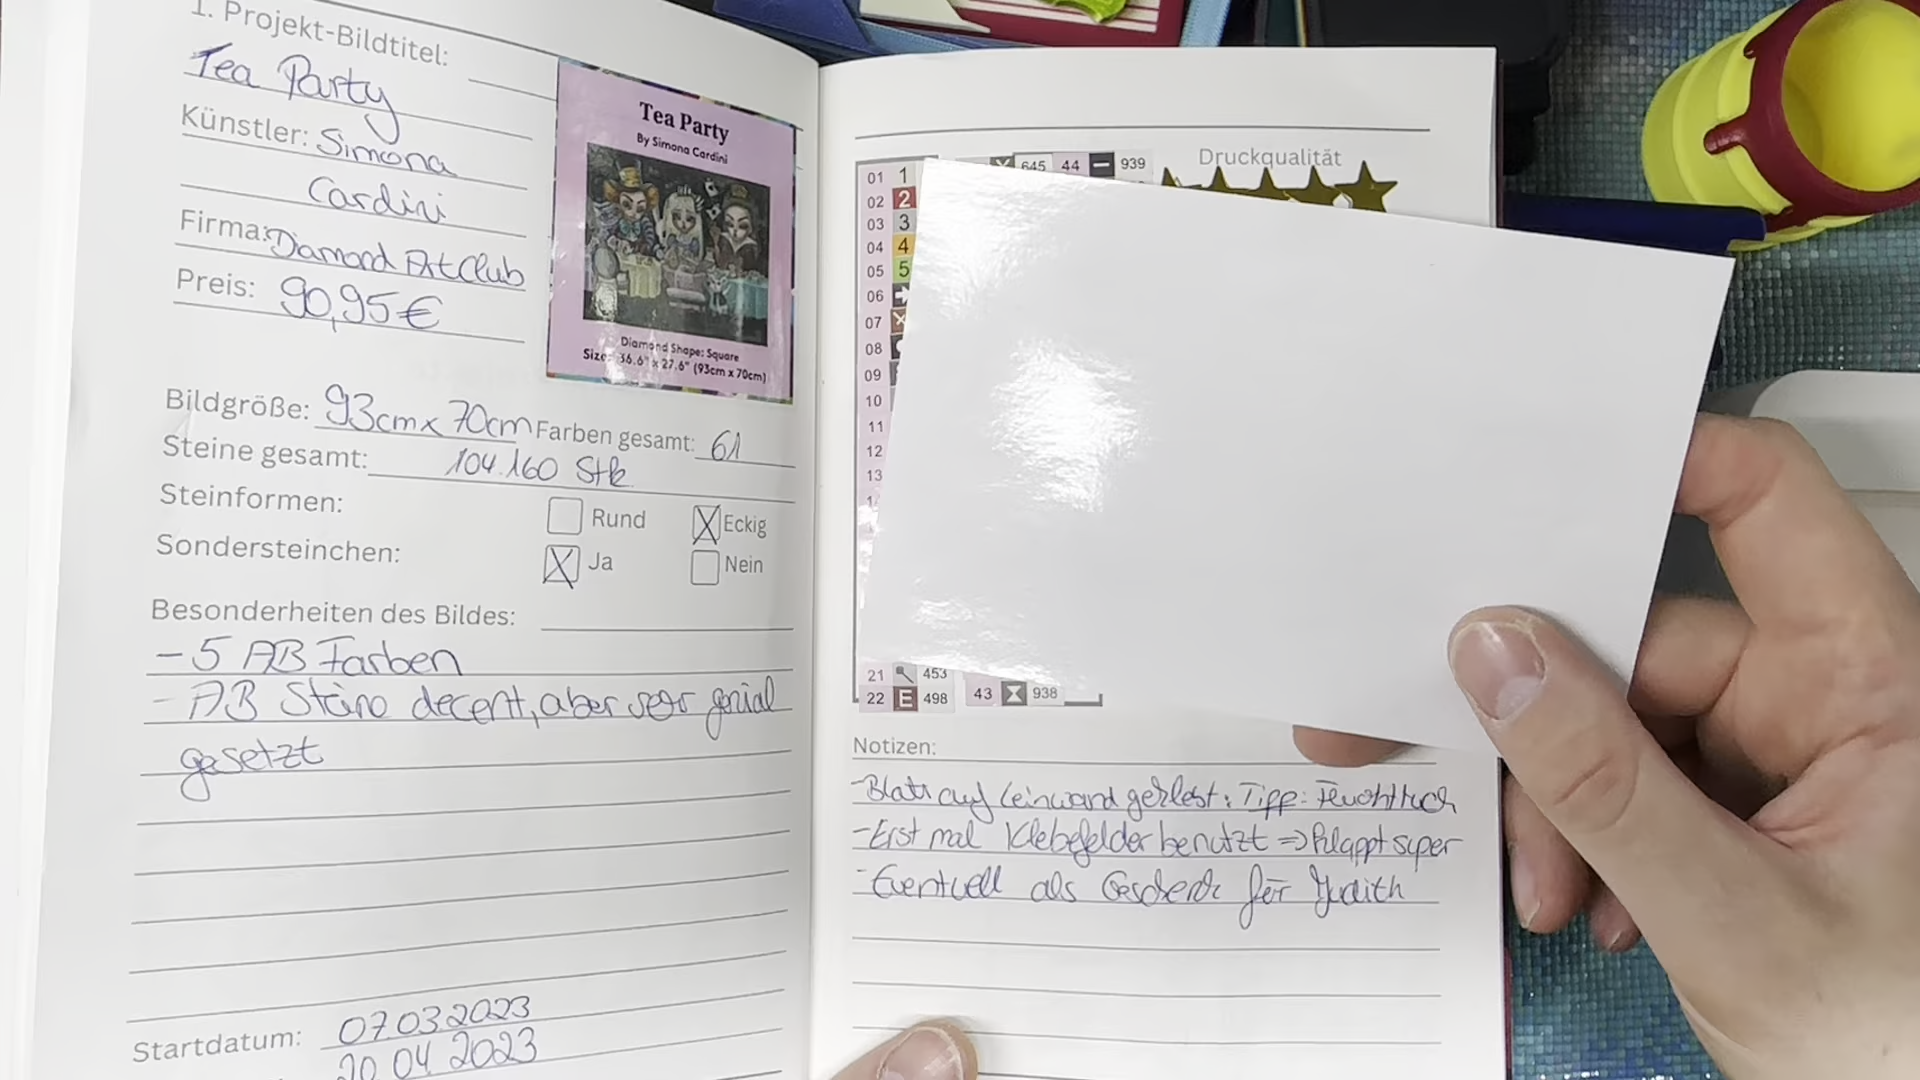 1. Projekt-Bildtitel:
Tea Party
Künstler: Simona
Cardini
Firma: Diamond Art Club
Preis: 90,95 €
Tea Party
By Simona Cardini
Diamond Shape: Square
Size: 36.6" x 27.6" (93cm x 70cm)
Bildgröße: 93cm x 70cm Farben gesamt: 61
Steine gesamt: 104.160 Stk
Steinformen: Rund Eckig
Sondersteinchen: Ja Nein
Besonderheiten des Bildes:
- 5 AB Farben
- AB Steine decent, aber sehr genial
gesetzt
Startdatum: 07.03.2023
20.04.2023
645 44 939
Druckqualität
01 1
02 2
03 3
04 4
05 5
06
07
08
09
10
11
12
13
21 453
22 E 498 43 938
Notizen:
- Blatt auf Leinwand geklebt: Tipp: Feuchttuch
- Erst mal Klebefelder benutzt => klappt super
- Eventuell als Geschenk für Judith